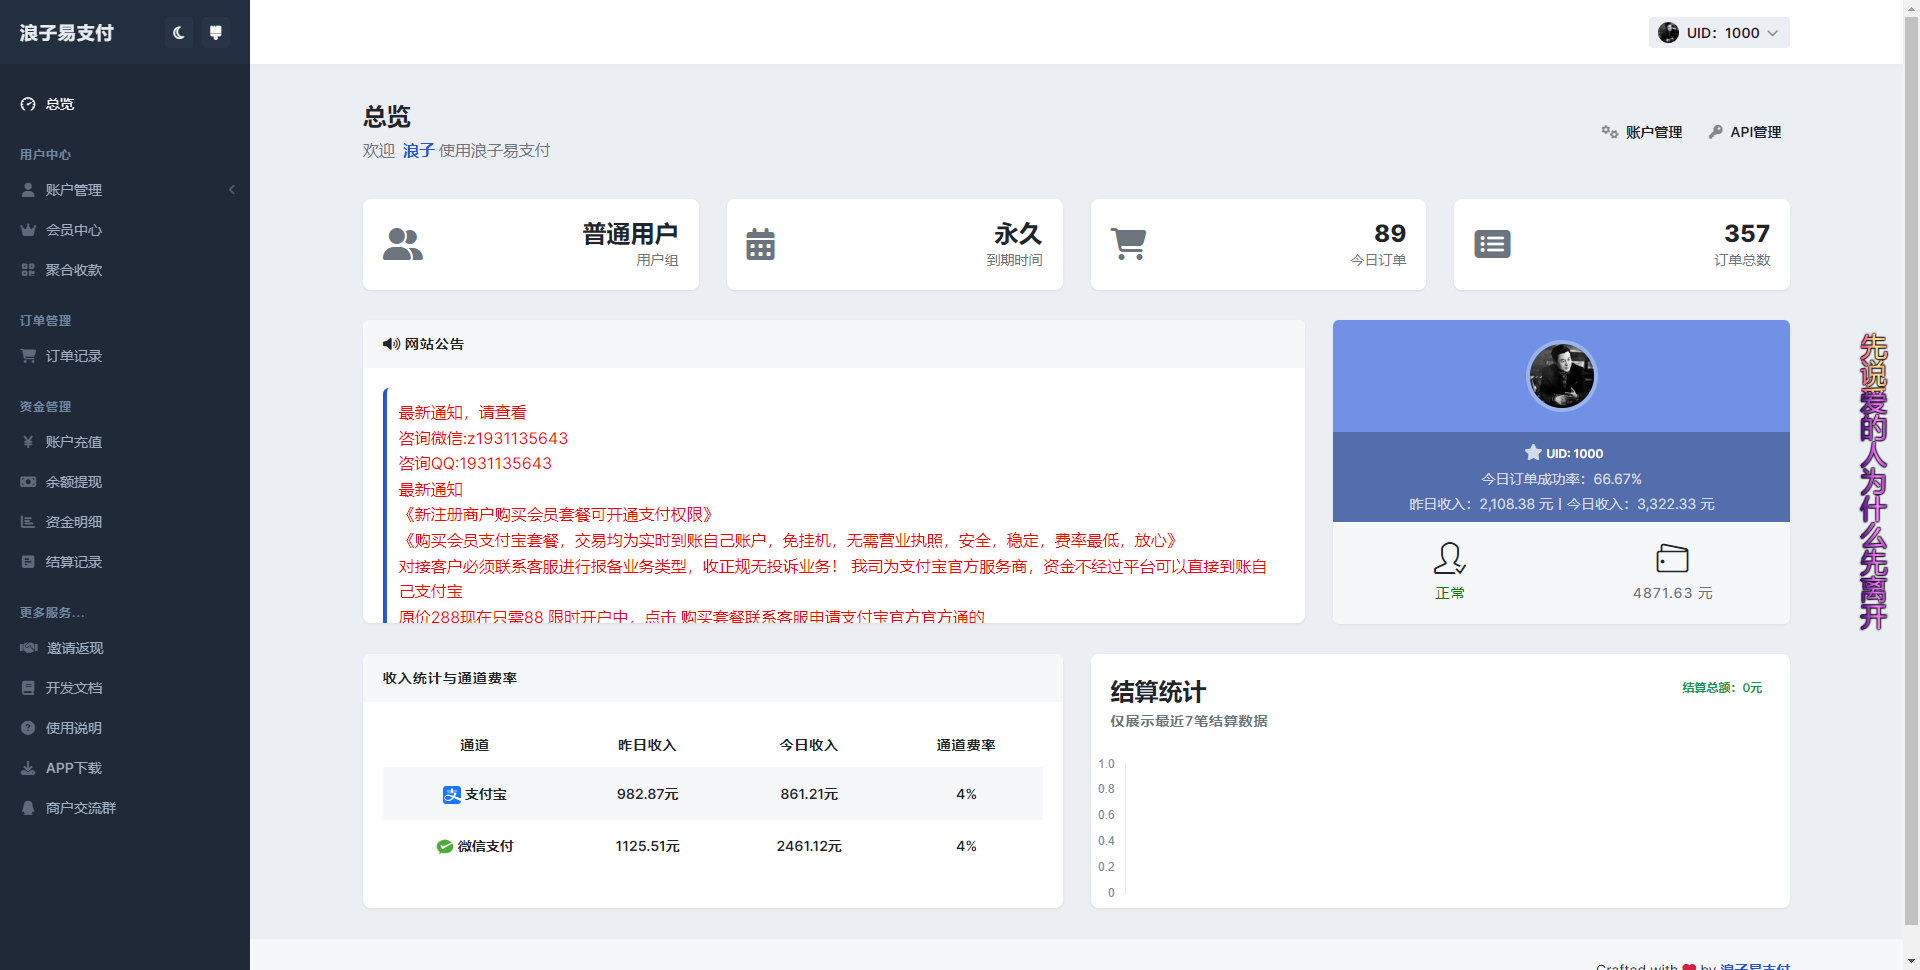 浪子易支付
UID：1000
总览
用户中心
账户管理
会员中心
聚合收款
订单管理
订单记录
资金管理
账户充值
余额提现
资金明细
结算记录
更多服务...
邀请返现
开发文档
使用说明
APP下载
商户交流群
总览
欢迎 浪子 使用浪子易支付
账户管理
API管理
普通用户
用户组
永久
到期时间
89
今日订单
357
订单总数
网站公告
最新通知，请查看
咨询微信:z1931135643
咨询QQ:1931135643
最新通知
《新注册商户购买会员套餐可开通支付权限》
《购买会员支付宝套餐，交易均为实时到账自己账户，免挂机，无需营业执照，安全，稳定，费率最低，放心》
对接客户必须联系客服进行报备业务类型，收正规无投诉业务！ 我司为支付宝官方服务商，资金不经过平台可以直接到账自
己支付宝
原价288现在只需88 限时开户中，点击 购买套餐联系客服申请支付宝官方官方通的
UID: 1000
今日订单成功率：66.67%
昨日收入：2,108.38 元 | 今日收入：3,322.33 元
正常
4871.63 元
先说爱的人为什么先离开
收入统计与通道费率
通道 昨日收入 今日收入 通道费率
支付宝 982.87元 861.21元 4%
微信支付 1125.51元 2461.12元 4%
结算统计
结算总额：0元
仅展示最近7笔结算数据
1.0
0.8
0.6
0.4
0.2
0
Crafted with by 浪子易支付